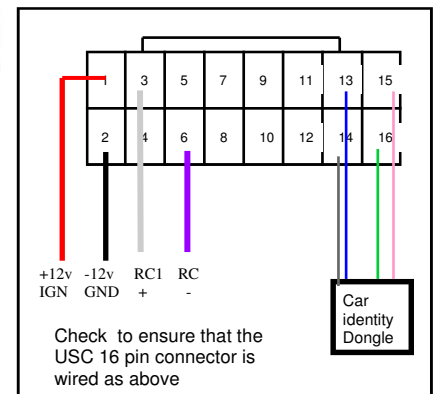 1 3 5 7 9 11 13 15
2 4 6 8 10 12 14 16
+12v -12v RC1 RC
IGN GND + -
Car
identity
Dongle
Check to ensure that the
USC 16 pin connector is
wired as above